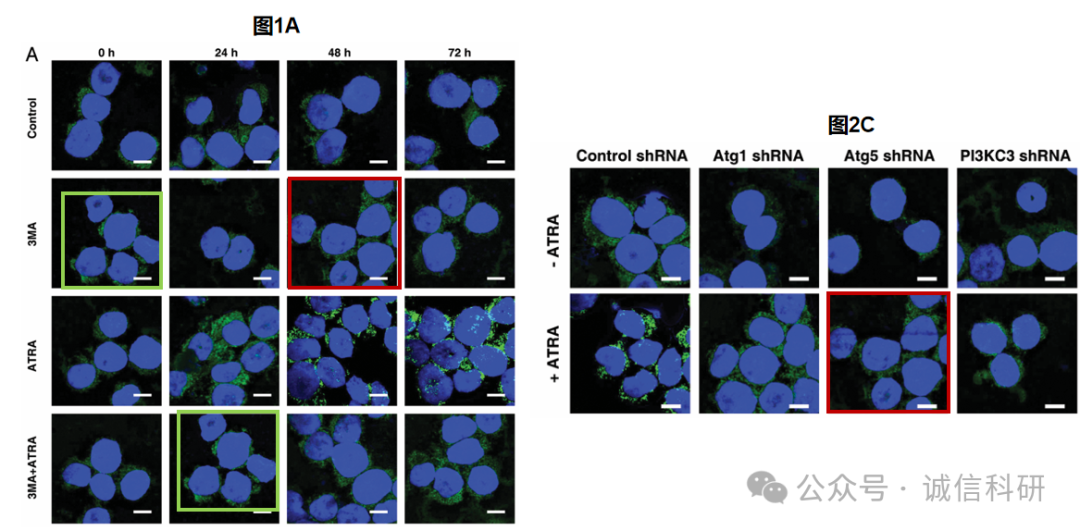 图1A
A
0 h 24 h 48 h 72 h
Control
3MA
ATRA
3MA+ATRA
图2C
Control shRNA Atg1 shRNA Atg5 shRNA PI3KC3 shRNA
- ATRA
+ ATRA
公众号 · 诚信科研